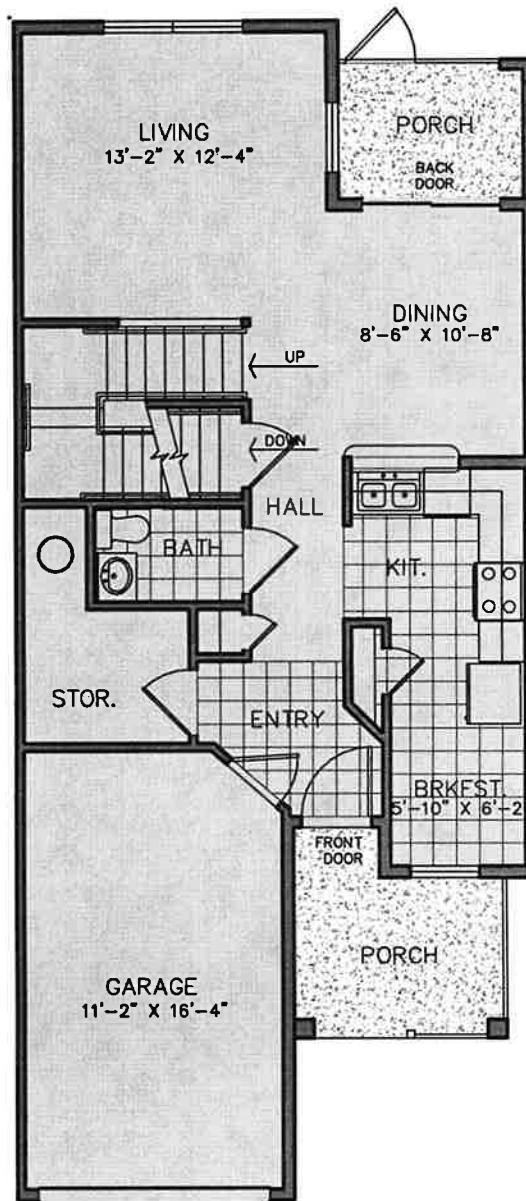 LIVING
13'-2" X 12'-4"
PORCH
BACK
DOOR
DINING
8'-6" X 10'-8"
UP
DOWN
HALL
BATH
KIT.
STOR.
ENTRY
BRKFST.
5'-10" X 6'-2
FRONT
DOOR
PORCH
GARAGE
11'-2" X 16'-4"